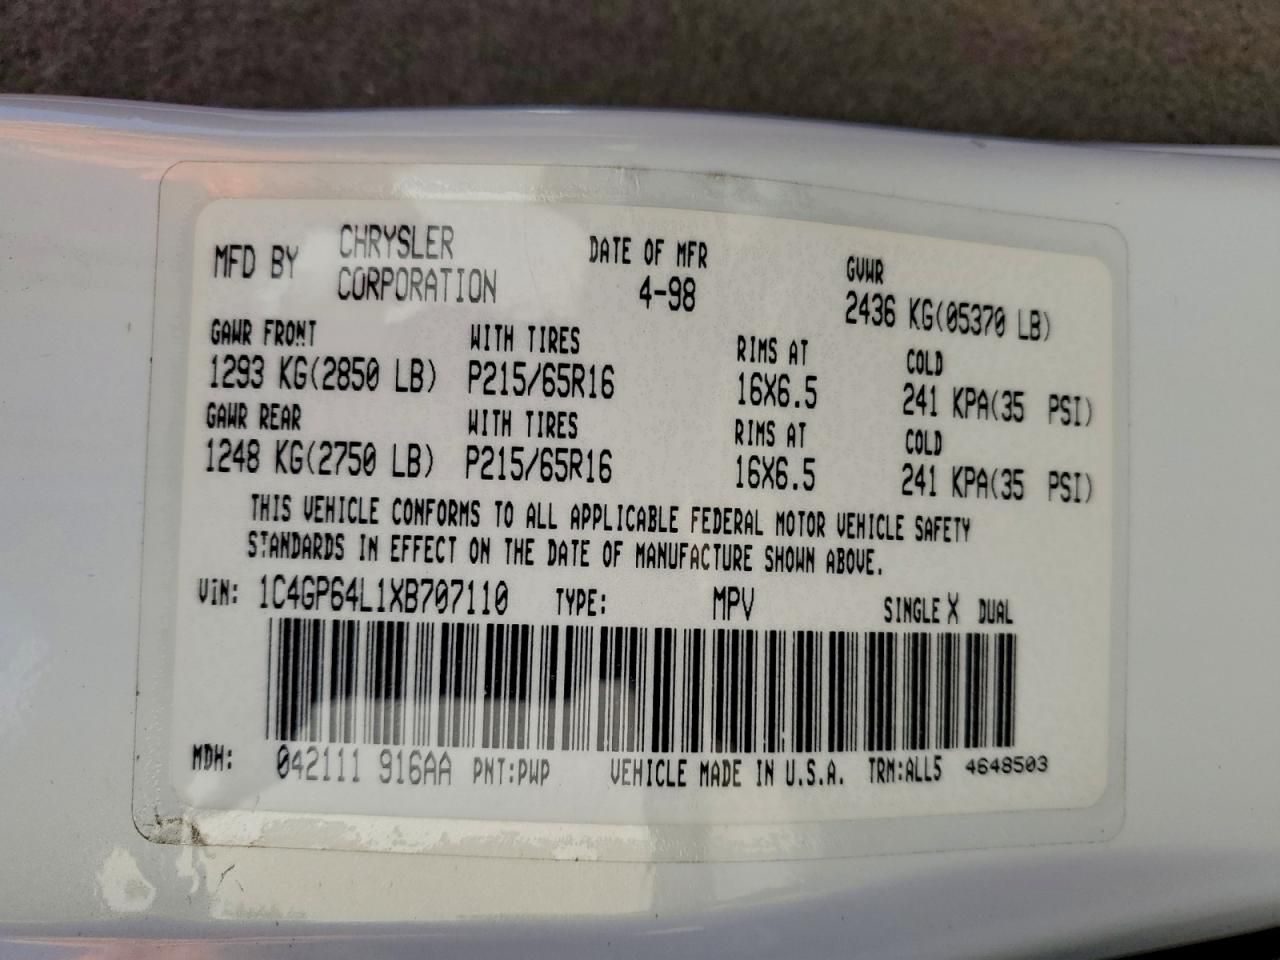 MFD BY CHRYSLER CORPORATION DATE OF MFR 4-98 GVWR 2436 KG(05370 LB)
GAWR FRONT WITH TIRES RIMS AT COLD
1293 KG(2850 LB) P215/65R16 16X6.5 241 KPA(35 PSI)
GAWR REAR WITH TIRES RIMS AT COLD
1248 KG(2750 LB) P215/65R16 16X6.5 241 KPA(35 PSI)
THIS VEHICLE CONFORMS TO ALL APPLICABLE FEDERAL MOTOR VEHICLE SAFETY
STANDARDS IN EFFECT ON THE DATE OF MANUFACTURE SHOWN ABOVE.
VIN: 1C4GP64L1XB707110 TYPE: MPV SINGLE X DUAL
MDH: 042111 916AA PNT:PWP VEHICLE MADE IN U.S.A. TRM:ALL5 4648503